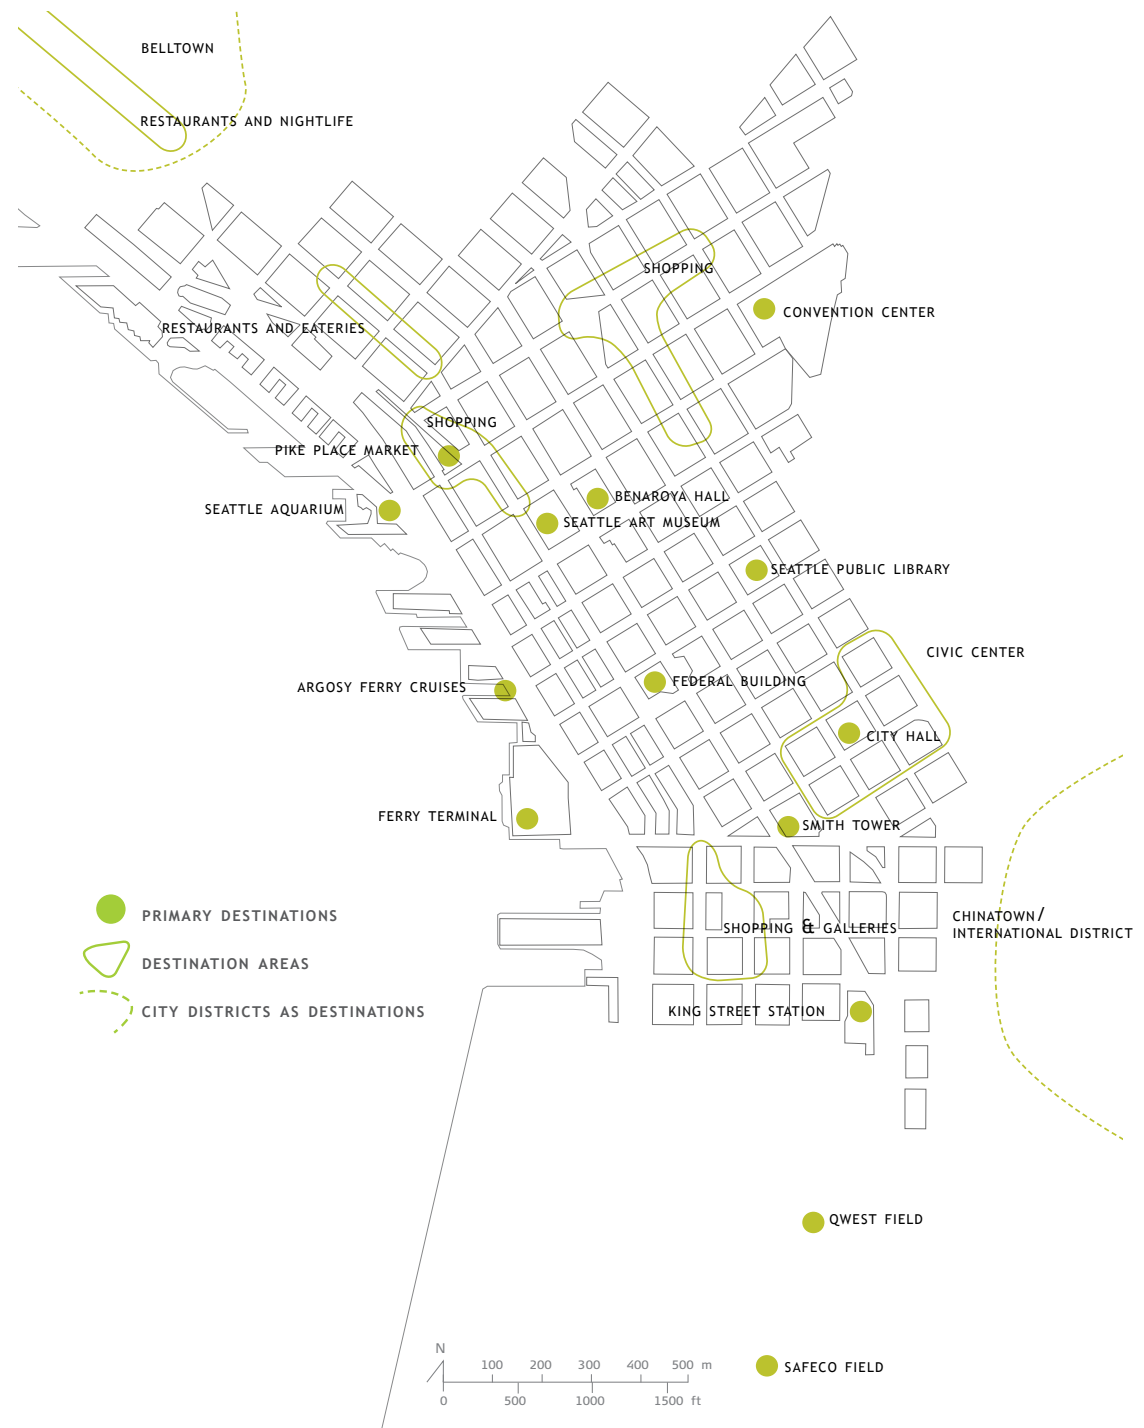 BELLTOWN
RESTAURANTS AND NIGHTLIFE
SHOPPING
CONVENTION CENTER
RESTAURANTS AND EATERIES
SHOPPING
PIKE PLACE MARKET
SEATTLE AQUARIUM
BENAROYA HALL
SEATTLE ART MUSEUM
SEATTLE PUBLIC LIBRARY
CIVIC CENTER
FEDERAL BUILDING
ARGOSY FERRY CRUISES
CITY HALL
FERRY TERMINAL
SMITH TOWER
PRIMARY DESTINATIONS
CHINATOWN/
INTERNATIONAL DISTRICT
SHOPPING & GALLERIES
DESTINATION AREAS
CITY DISTRICTS AS DESTINATIONS
KING STREET STATION
QWEST FIELD
N
100 200 300 400 500 m
0 500 1000 1500 ft
SAFECO FIELD